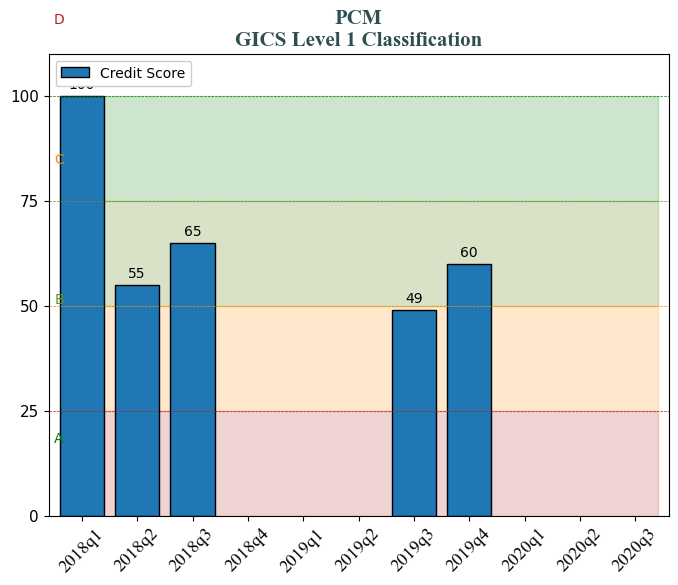 D
PCM
GICS Level 1 Classification
Credit Score
100
100
C
75
65
60
55
B
50
49
25
A
0
2018q1
2018q2
2018q3
2018q4
2019q1
2019q2
2019q3
2019q4
2020q1
2020q2
2020q3